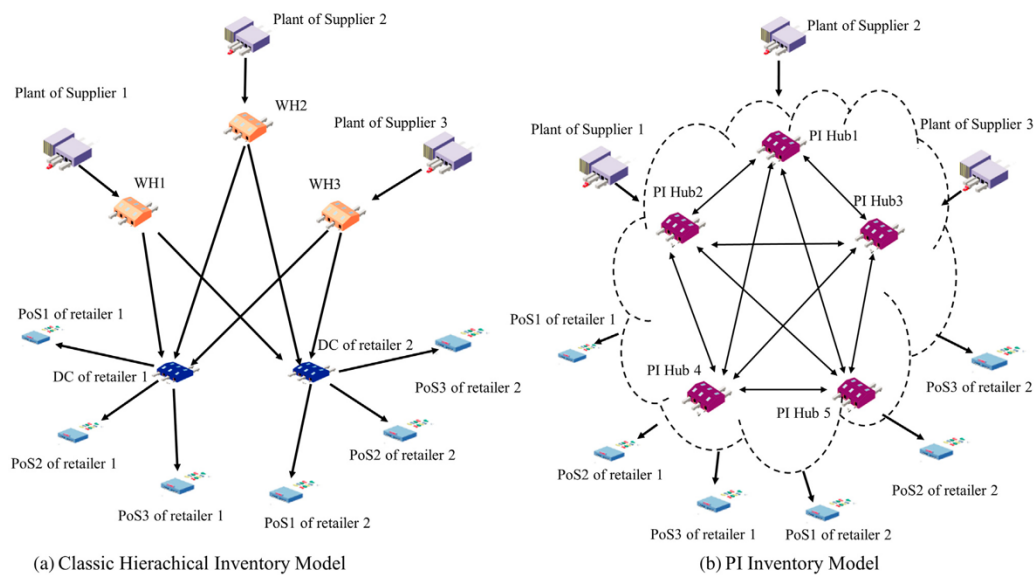 Plant of Supplier 2
Plant of Supplier 1
WH2
Plant of Supplier 3
WH1
WH3
PoS1 of retailer 1
DC of retailer 2
DC of retailer 1
PoS3 of retailer 2
PoS2 of retailer 1
PoS2 of retailer 2
PoS3 of retailer 1
PoS1 of retailer 2
(a) Classic Hierachical Inventory Model
Plant of Supplier 2
Plant of Supplier 1
PI Hub1
Plant of Supplier 3
PI Hub2
PI Hub3
PoS1 of retailer 1
PI Hub 4
PoS3 of retailer 2
PI Hub 5
PoS2 of retailer 1
PoS2 of retailer 2
PoS3 of retailer 1
PoS1 of retailer 2
(b) PI Inventory Model